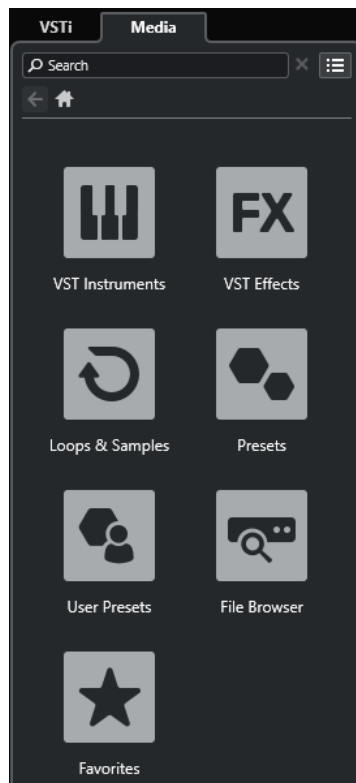 VSTi Media
Search
VST Instruments
FX
VST Effects
Loops & Samples
Presets
User Presets
File Browser
Favorites